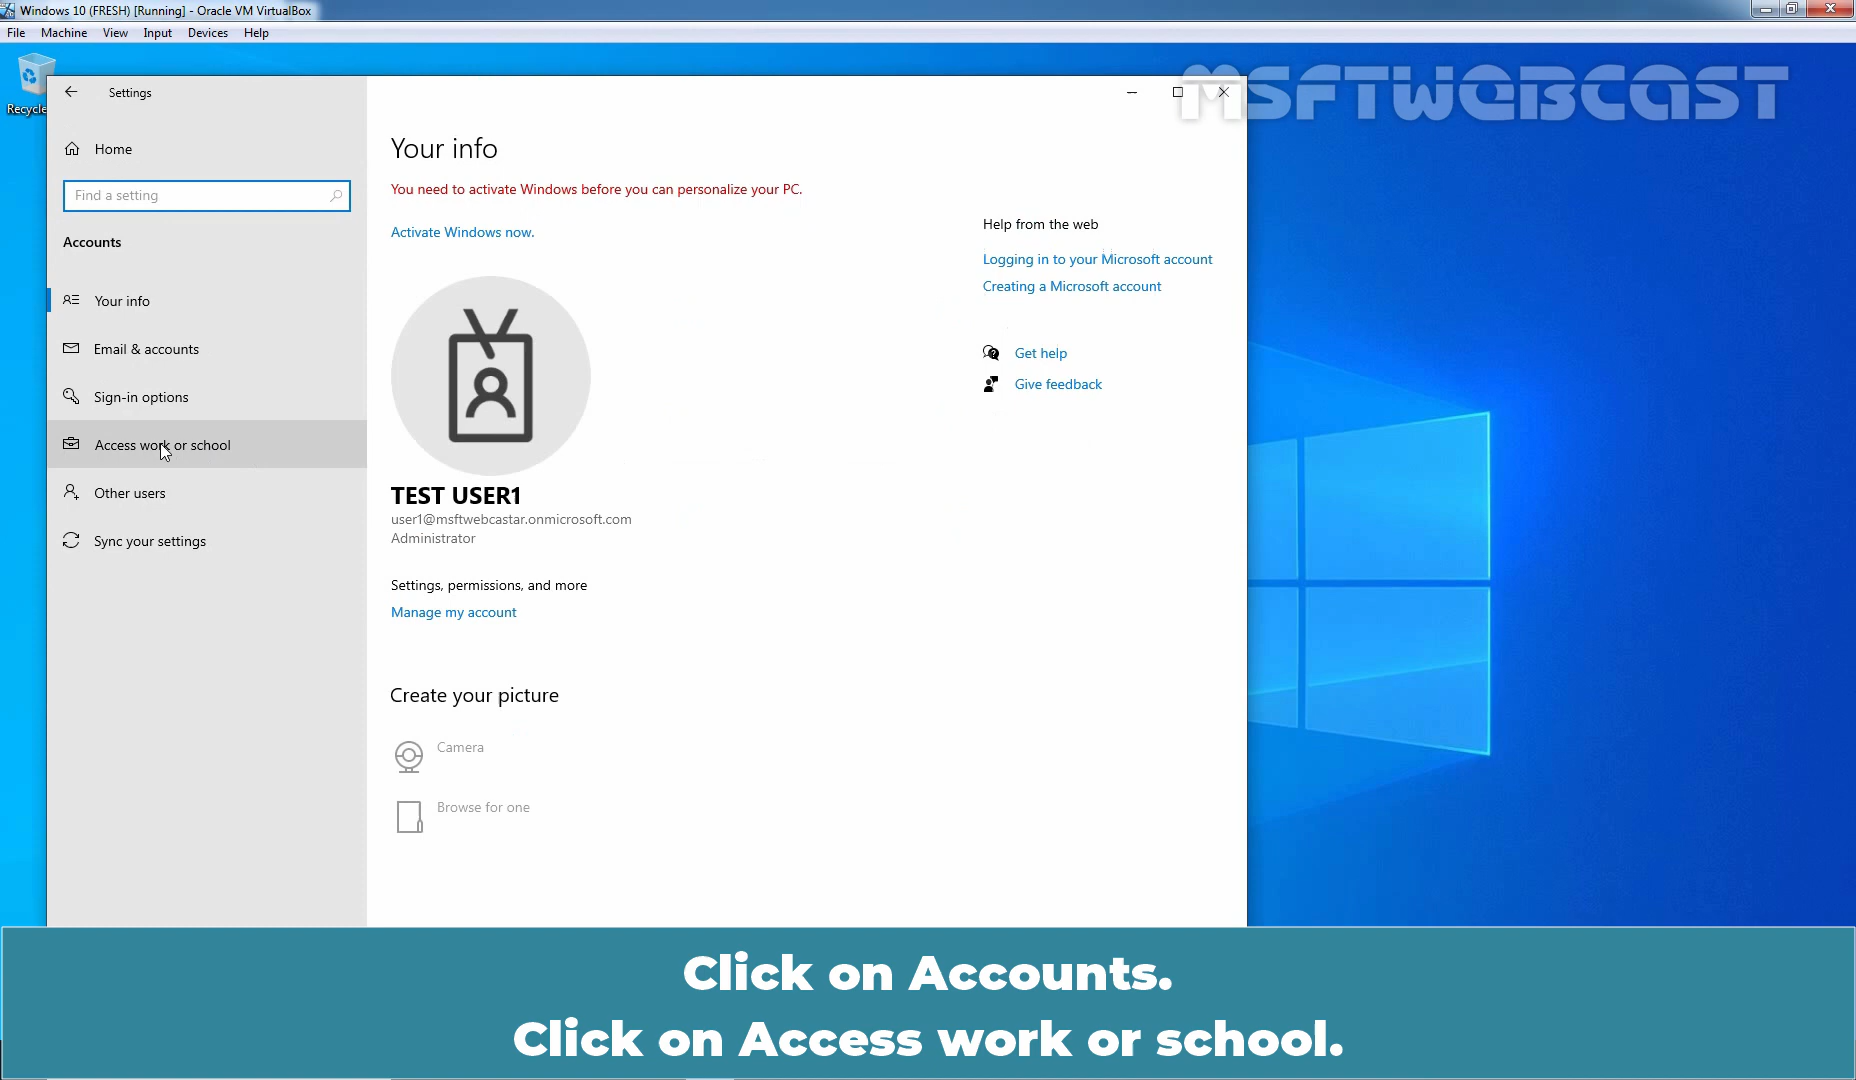 Windows 10 (FRESH) [Running] - Oracle VM VirtualBox
File Machine View Input Devices Help
MSFTWEBCAST
Recycle
Settings
Home
Find a setting
Accounts
Your info
Email & accounts
Sign-in options
Access work or school
Other users
Sync your settings
Your info
You need to activate Windows before you can personalize your PC.
Activate Windows now.
TEST USER1
user1@msftwebcastar.onmicrosoft.com
Administrator
Settings, permissions, and more
Manage my account
Create your picture
Camera
Browse for one
Help from the web
Logging in to your Microsoft account
Creating a Microsoft account
Get help
Give feedback
Click on Accounts.
Click on Access work or school.